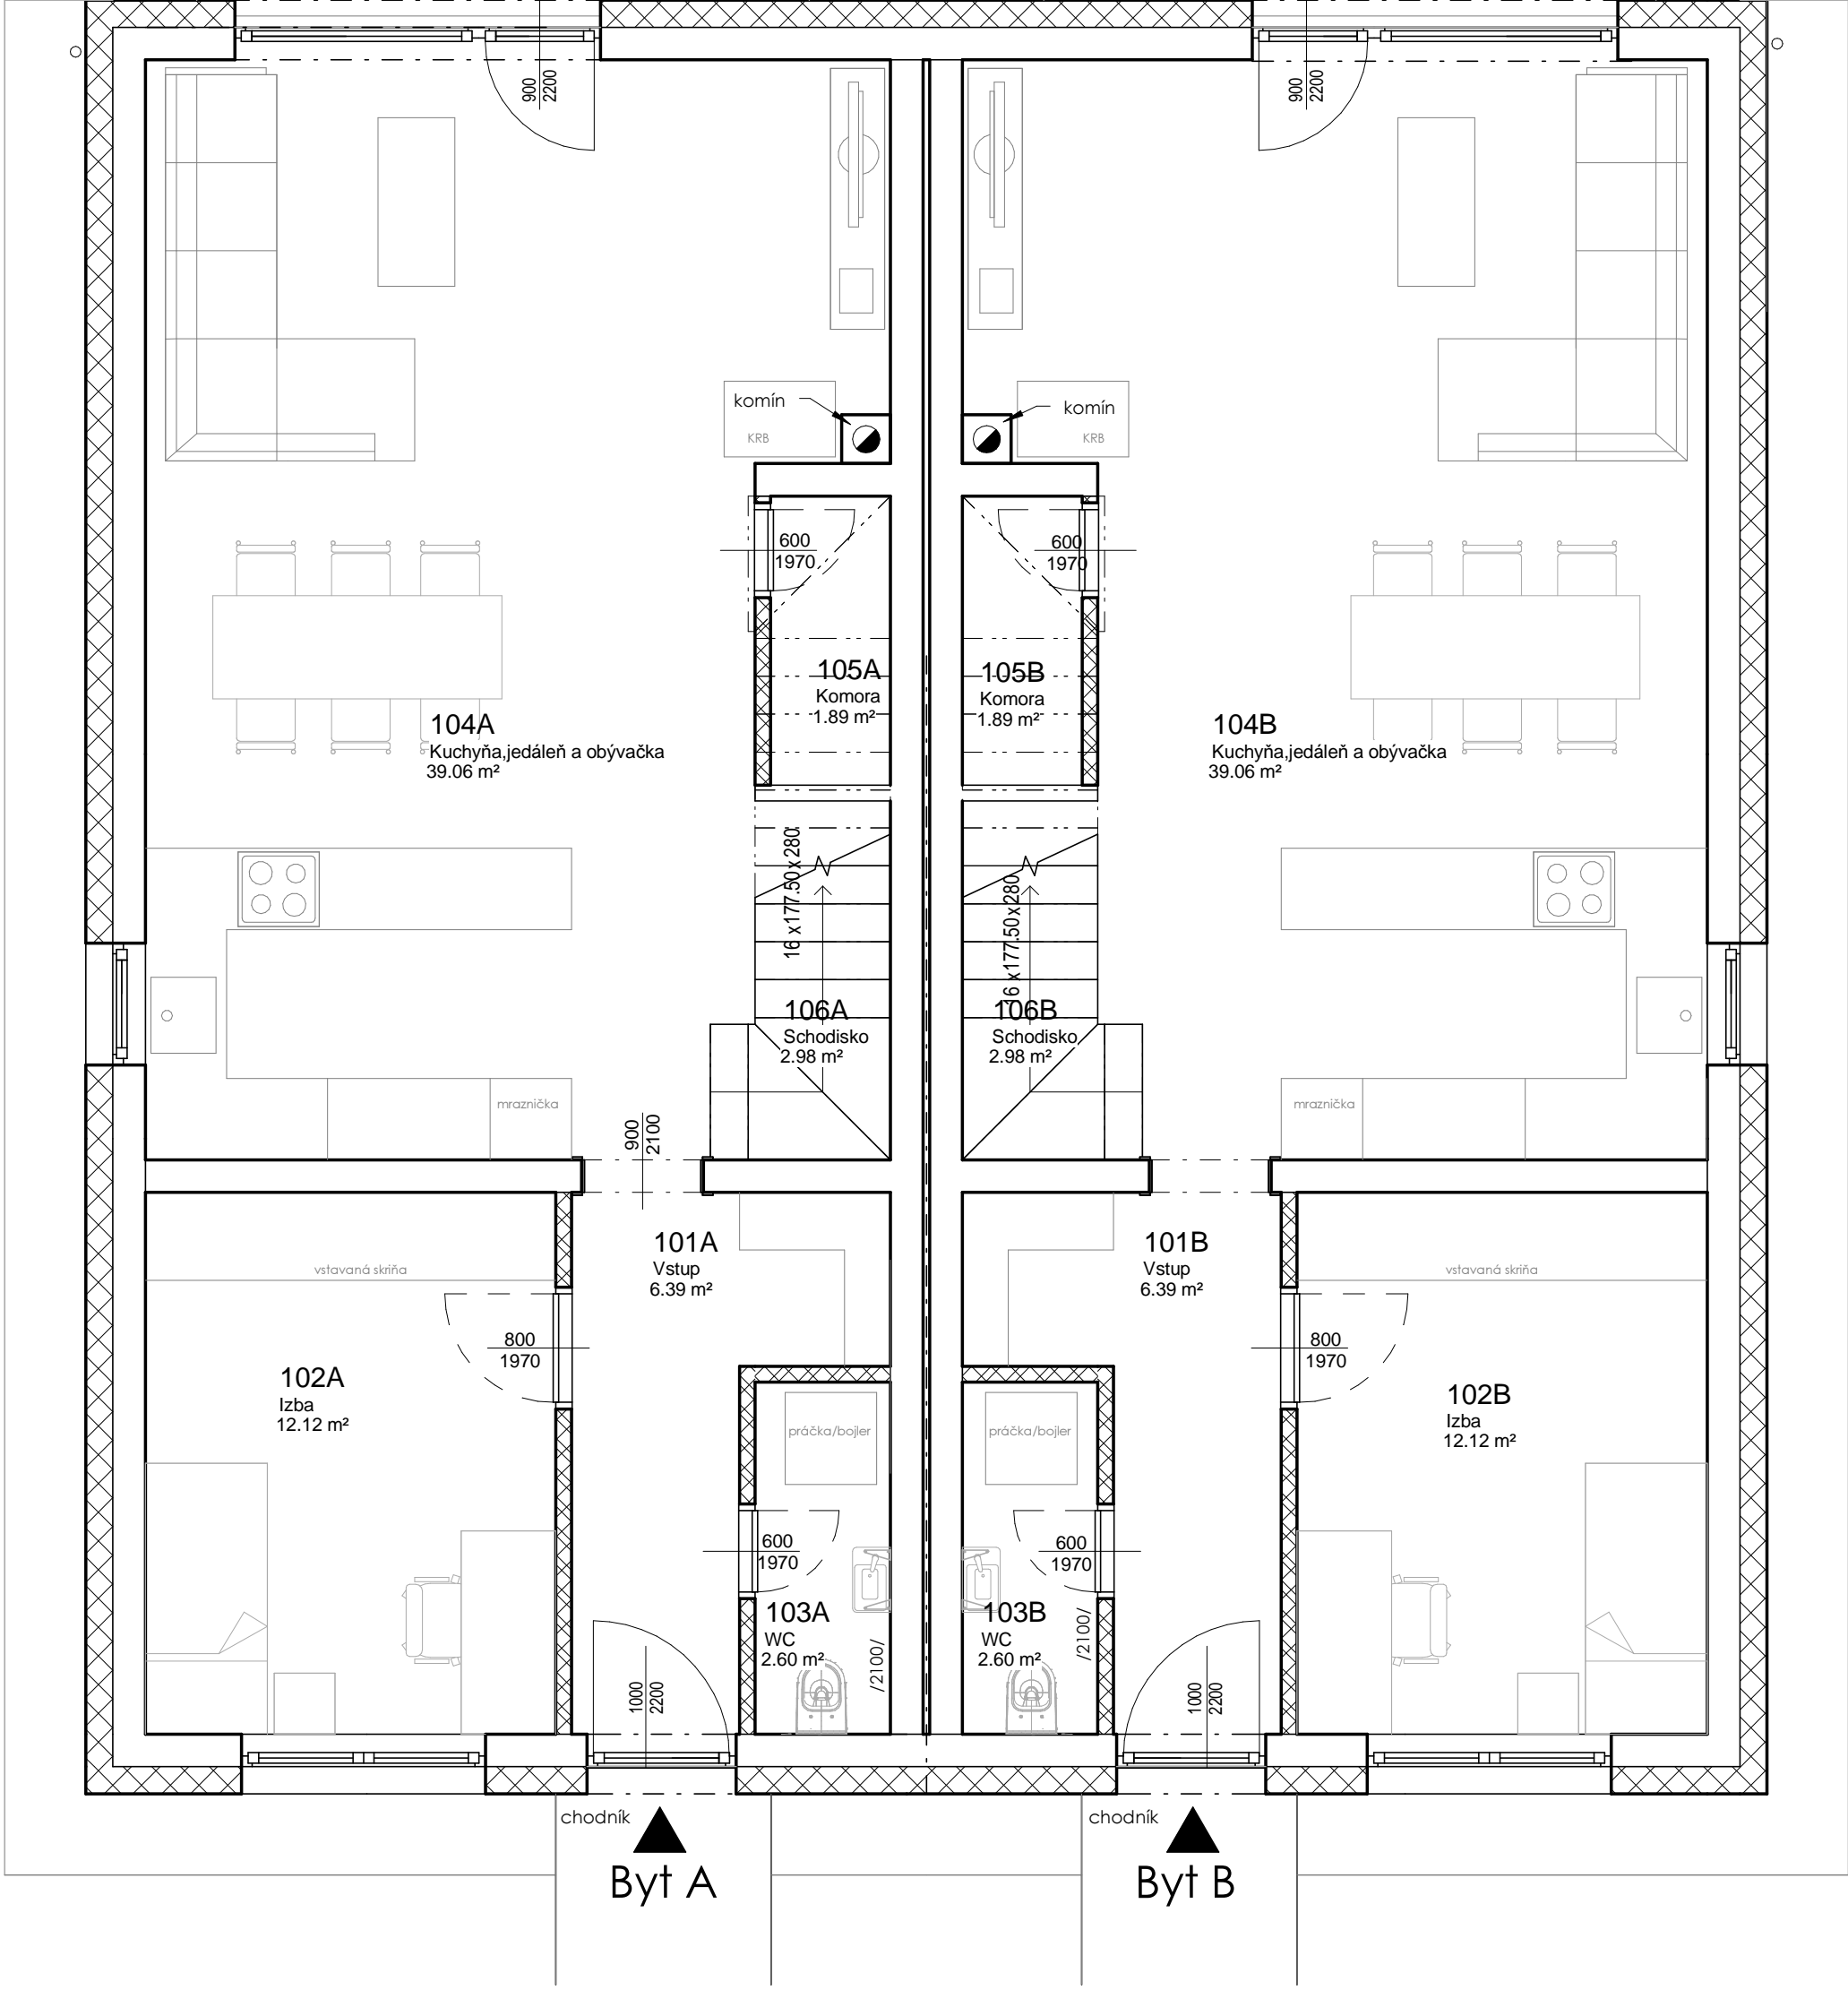 900
2200
900
2200
komín
KRB
komín
KRB
600
1970
600
1970
105A
Komora
1.89 m²
105B
Komora
1.89 m²
104A
Kuchyňa,jedáleň a obývačka
39.06 m²
104B
Kuchyňa,jedáleň a obývačka
39.06 m²
16 x177.50x280
16 x177.50x280
106A
Schodisko
2.98 m²
106B
Schodisko
2.98 m²
mraznička
mraznička
900
2100
101A
Vstup
6.39 m²
101B
Vstup
6.39 m²
vstavaná skriňa
vstavaná skriňa
800
1970
800
1970
102A
Izba
12.12 m²
102B
Izba
12.12 m²
práčka/bojler
práčka/bojler
600
1970
600
1970
103A
WC
2.60 m²
/2100/
103B
WC
2.60 m²
/2100/
1000
2200
1000
2200
chodník
chodník
Byt A
Byt B